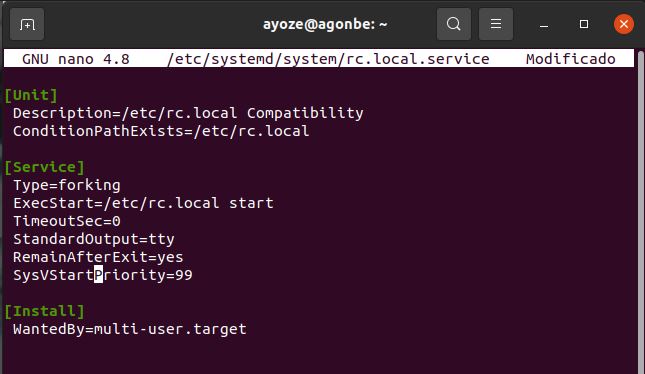 ayoze@agonbe: ~
GNU nano 4.8 /etc/systemd/system/rc.local.service Modificado
[Unit]
Description=/etc/rc.local Compatibility
ConditionPathExists=/etc/rc.local
[Service]
Type=forking
ExecStart=/etc/rc.local start
TimeoutSec=0
StandardOutput=tty
RemainAfterExit=yes
SysVStartPriority=99
[Install]
WantedBy=multi-user.target